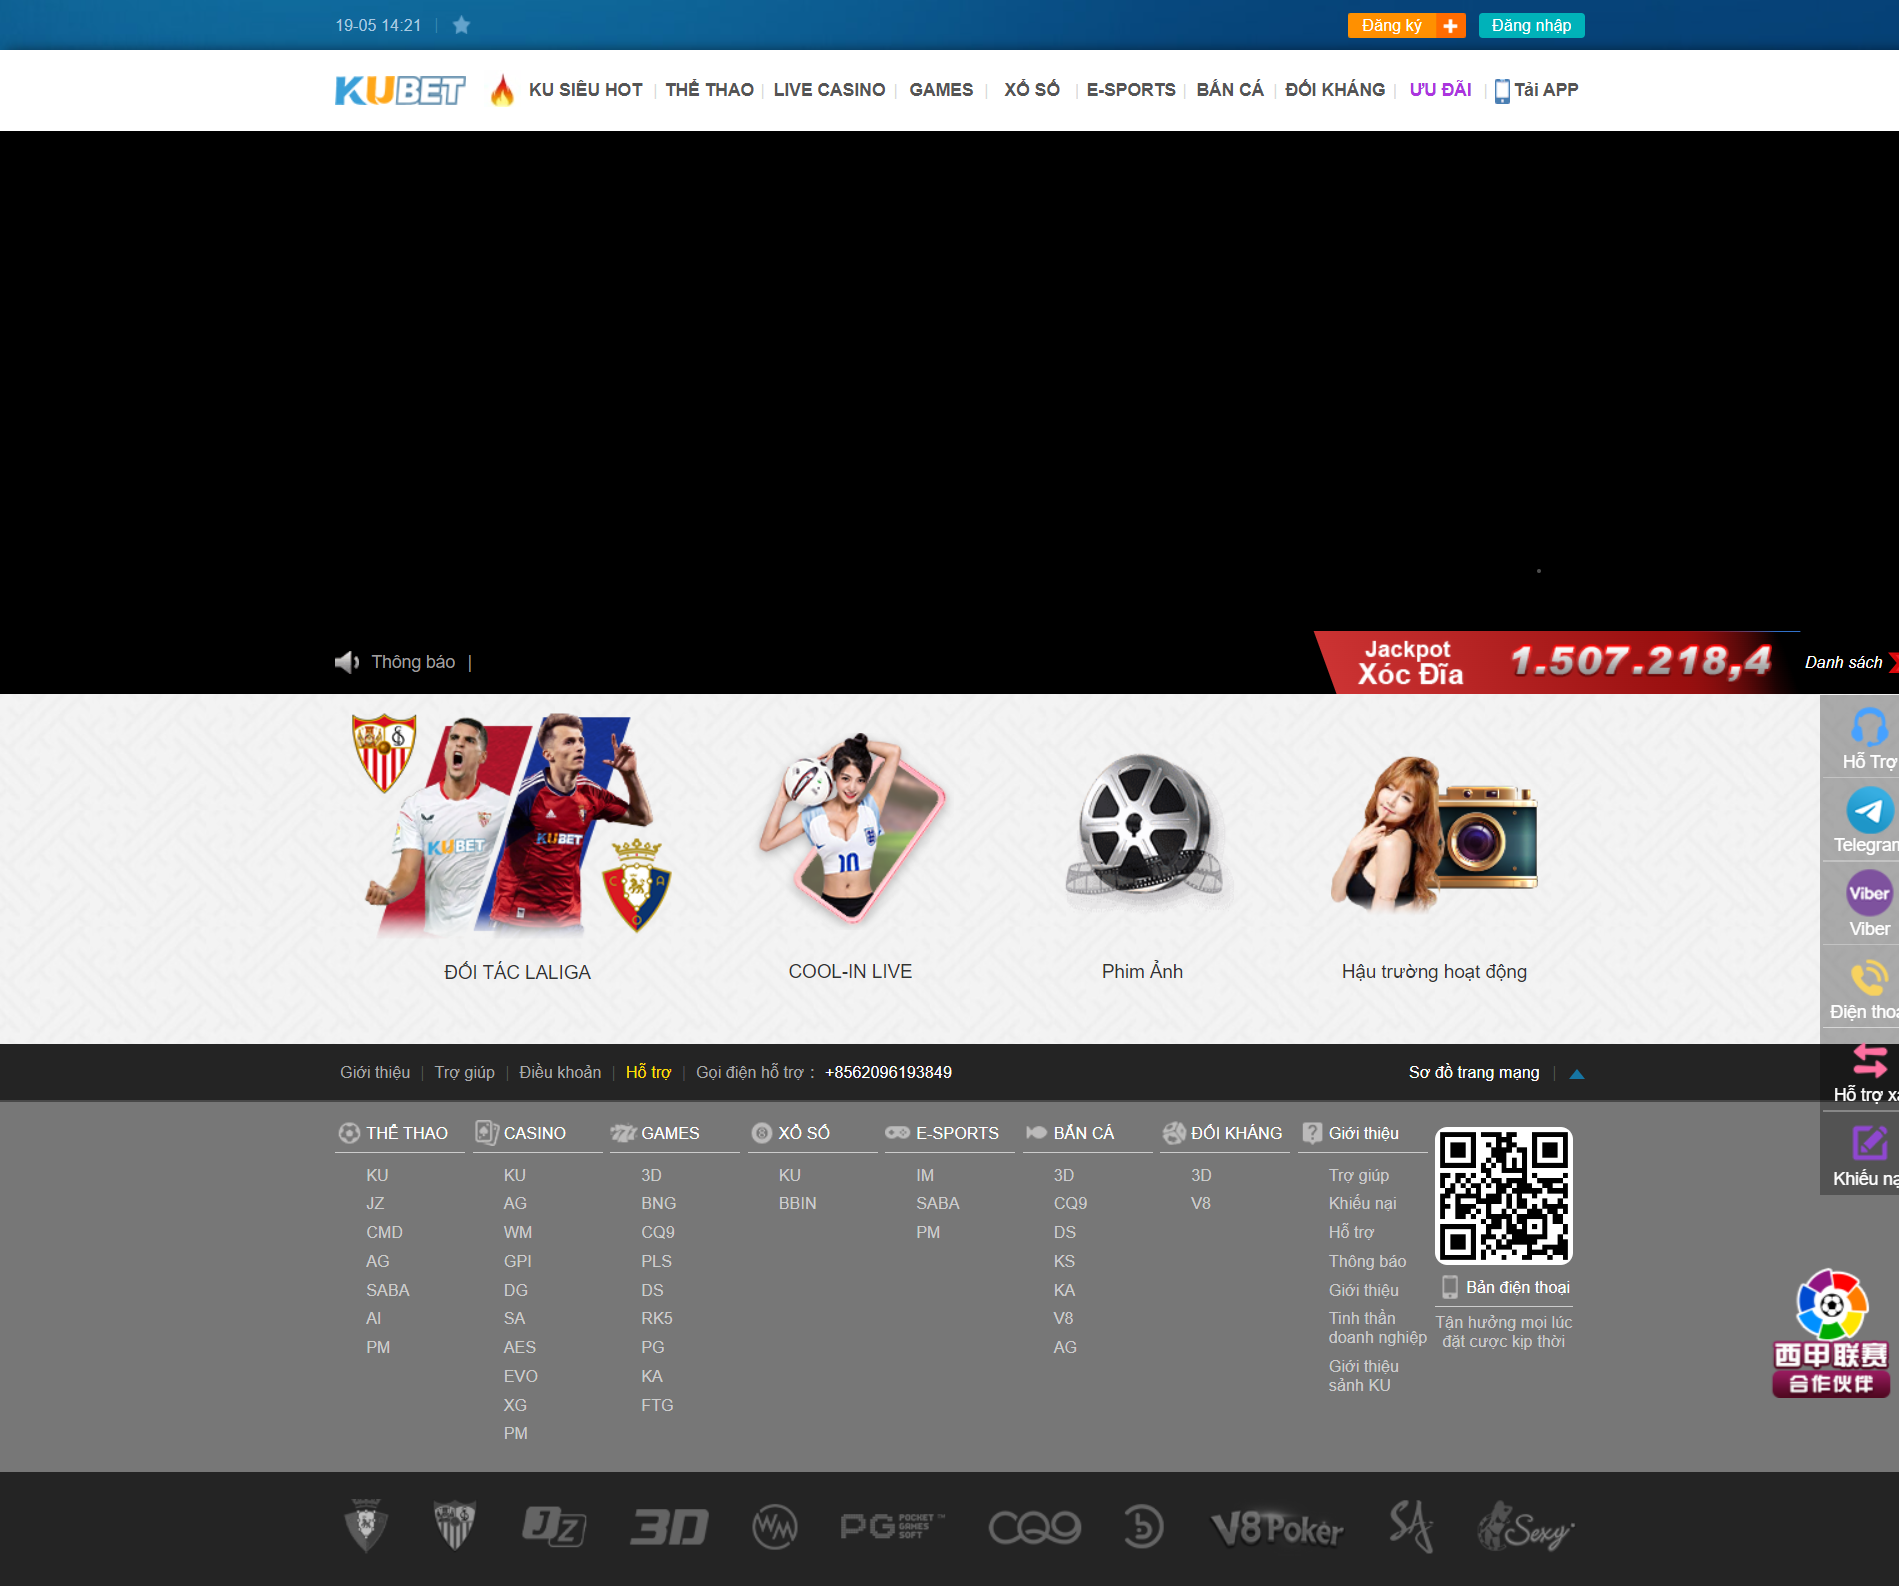 19-05 14:21
Đăng ký
Đăng nhập
KUBET
KU SIÊU HOT
THỂ THAO
LIVE CASINO
GAMES
XỔ SỐ
E-SPORTS
BẮN CÁ
ĐỐI KHÁNG
ƯU ĐÃI
Tải APP
Thông báo
Jackpot
Xóc Đĩa
1.507.218,4
Danh sách
Hỗ Trợ
Telegram
Viber
Viber
Điện thoạ
Hỗ trợ xa
Khiếu nạ
KUBET
KUBET
10
ĐỐI TÁC LALIGA
COOL-IN LIVE
Phim Ảnh
Hậu trường hoạt động
Giới thiệu
Trợ giúp
Điều khoản
Hỗ trợ
Gọi điện hỗ trợ : +8562096193849
Sơ đồ trang mạng
THỂ THAO
KU
JZ
CMD
AG
SABA
AI
PM
CASINO
KU
AG
WM
GPI
DG
SA
AES
EVO
XG
PM
GAMES
3D
BNG
CQ9
PLS
DS
RK5
PG
KA
FTG
XỔ SỐ
KU
BBIN
E-SPORTS
IM
SABA
PM
BẮN CÁ
3D
CQ9
DS
KS
KA
V8
AG
ĐỐI KHÁNG
3D
V8
Giới thiệu
Trợ giúp
Khiếu nại
Hỗ trợ
Thông báo
Giới thiệu
Tinh thần
doanh nghiệp
Giới thiệu
sảnh KU
Bản điện thoại
Tận hưởng mọi lúc
đặt cược kịp thời
西甲联赛
合作伙伴
JZ
3D
WM
PG POCKET
GAMES
SOFT™
CQ9
V8 Poker
SA
Sexy